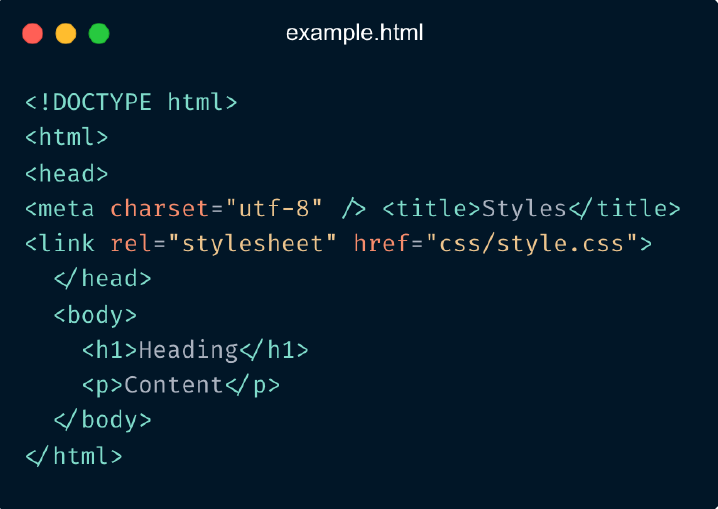 example.html
<!DOCTYPE html>
<html>
<head>
<meta charset="utf-8" /> <title>Styles</title>
<link rel="stylesheet" href="css/style.css">
  </head>
  <body>
    <h1>Heading</h1>
    <p>Content</p>
  </body>
</html>